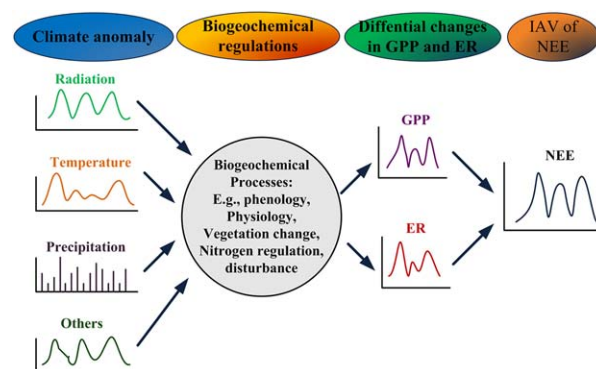 Climate anomaly
Biogeochemical
regulations
Diffential changes
in GPP and ER
IAV of
NEE
Radiation
Temperature
Precipitation
Others
Biogeochemical
Processes:
E.g., phenology,
Physiology,
Vegetation change,
Nitrogen regulation,
disturbance
GPP
ER
NEE